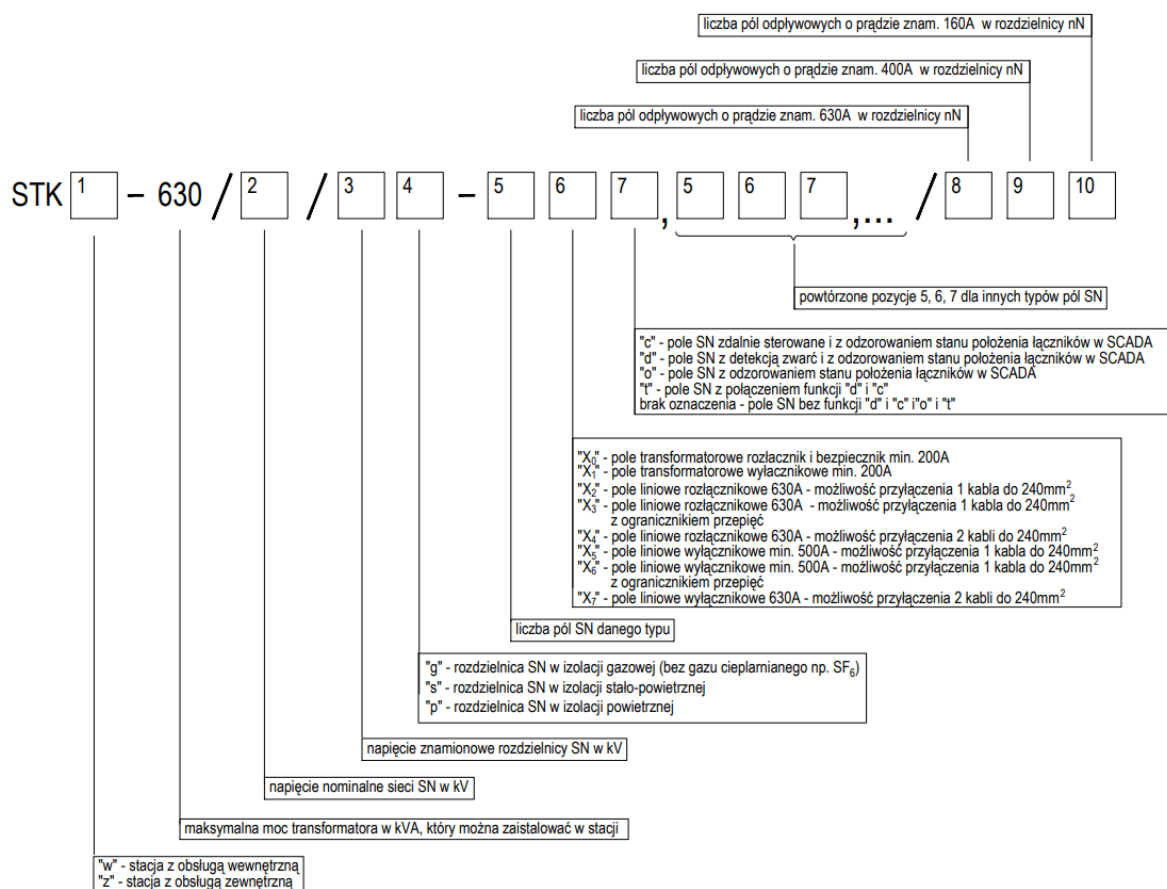 liczba pól odpływowych o prądzie znam. 160A w rozdzielnicy nN
liczba pól odpływowych o prądzie znam. 400A w rozdzielnicy nN
liczba pól odpływowych o prądzie znam. 630A w rozdzielnicy nN
STK 1 – 630 / 2 / 3 4 – 5 6 7 , 5 6 7 ,... / 8 9 10
powtórzone pozycje 5, 6, 7 dla innych typów pól SN
"c" - pole SN zdalnie sterowane i z odzorowaniem stanu położenia łączników w SCADA
"d" - pole SN z detekcją zwarć i z odzorowaniem stanu położenia łączników w SCADA
"o" - pole SN z odzorowaniem stanu położenia łączników w SCADA
"t" - pole SN z połączeniem funkcji "d" i "c"
brak oznaczenia - pole SN bez funkcji "d" i "c" i"o" i "t"
"X₀" - pole transformatorowe rozłacznik i bezpiecznik min. 200A
"X₁" - pole transformatorowe wyłacznikowe min. 200A
"X₂" - pole liniowe rozłącznikowe 630A - możliwość przyłączenia 1 kabla do 240mm²
"X₃" - pole liniowe rozłącznikowe 630A - możliwość przyłączenia 1 kabla do 240mm²
z ogranicznikiem przepięć
"X₄" - pole liniowe rozłącznikowe 630A - możliwość przyłączenia 2 kabli do 240mm²
"X₅" - pole liniowe wyłącznikowe min. 500A - możliwość przyłączenia 1 kabla do 240mm²
"X₆" - pole liniowe wyłącznikowe min. 500A - możliwość przyłączenia 1 kabla do 240mm²
z ogranicznikiem przepięć
"X₇" - pole liniowe wyłącznikowe 630A - możliwość przyłączenia 2 kabli do 240mm²
liczba pól SN danego typu
"g" - rozdzielnica SN w izolacji gazowej (bez gazu cieplarnianego np. SF₆)
"s" - rozdzielnica SN w izolacji stało-powietrznej
"p" - rozdzielnica SN w izolacji powietrznej
napięcie znamionowe rozdzielnicy SN w kV
napięcie nominalne sieci SN w kV
maksymalna moc transformatora w kVA, który można zaistalować w stacji
"w" - stacja z obsługą wewnętrzną
"z" - stacja z obsługą zewnętrzną